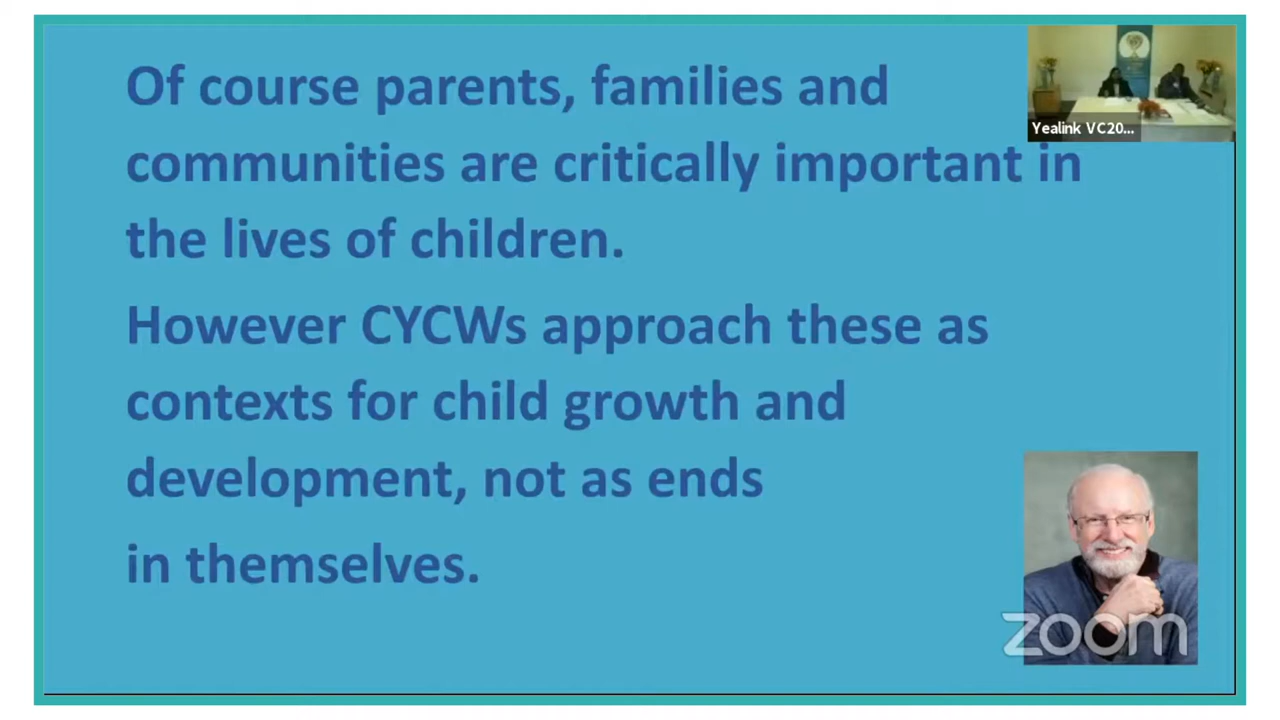 Of course parents, families and
communities are critically important in
the lives of children.
However CYCWs approach these as
contexts for child growth and
development, not as ends
in themselves.
Yealink VC20...
zoom